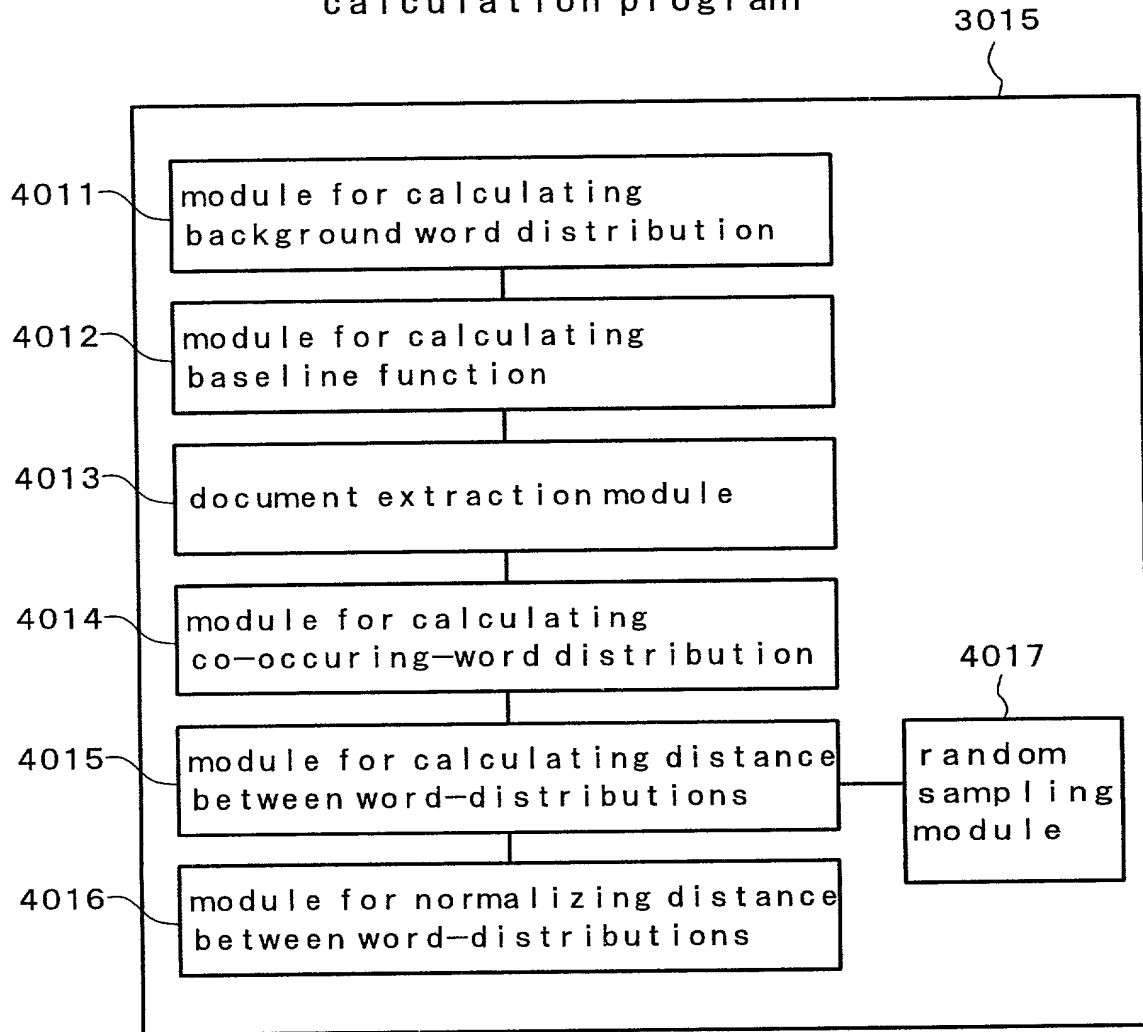 calculation program
3015
4011
module for calculating
background word distribution
4012
module for calculating
baseline function
4013
document extraction module
4014
module for calculating
co-occuring-word distribution
4017
4015
module for calculating distance
between word-distributions
random
sampling
module
4016
module for normalizing distance
between word-distributions